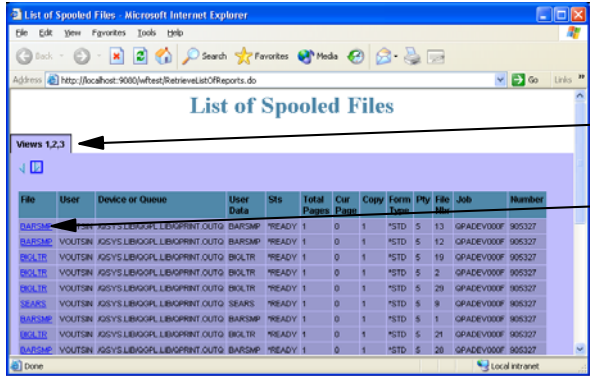 List of Spooled Files - Microsoft Internet Explorer
File Edit View Favorites Tools Help
Back Search Favorites Media
Address http://localhost:9080/wftest/RetrieveListOfReports.do Go Links »
List of Spooled Files
Views 1,2,3
File User Device or Queue User Data Sts Total Pages Cur Page Copy Form Type Pty File Nbr Job Number
BARSMP VOUTSIN /QSYS.LIB/QGPL.LIB/QPRINT.OUTQ BARSMP *READY 1 0 1 *STD 5 13 QPADEV000F 905327
BARSMP VOUTSIN /QSYS.LIB/QGPL.LIB/QPRINT.OUTQ BARSMP *READY 1 0 1 *STD 5 12 QPADEV000F 905327
BIGLTR VOUTSIN /QSYS.LIB/QGPL.LIB/QPRINT.OUTQ BIGLTR *READY 1 0 1 *STD 5 19 QPADEV000F 905327
BIGLTR VOUTSIN /QSYS.LIB/QGPL.LIB/QPRINT.OUTQ BIGLTR *READY 1 0 1 *STD 5 2 QPADEV000F 905327
BIGLTR VOUTSIN /QSYS.LIB/QGPL.LIB/QPRINT.OUTQ BIGLTR *READY 1 0 1 *STD 5 29 QPADEV000F 905327
SEARS VOUTSIN /QSYS.LIB/QGPL.LIB/QPRINT.OUTQ SEARS *READY 1 0 1 *STD 5 9 QPADEV000F 905327
BARSMP VOUTSIN /QSYS.LIB/QGPL.LIB/QPRINT.OUTQ BARSMP *READY 1 0 1 *STD 5 1 QPADEV000F 905327
BIGLTR VOUTSIN /QSYS.LIB/QGPL.LIB/QPRINT.OUTQ BIGLTR *READY 1 0 1 *STD 5 21 QPADEV000F 905327
BARSMP VOUTSIN /QSYS.LIB/QGPL.LIB/QPRINT.OUTQ BARSMP *READY 1 0 1 *STD 5 28 QPADEV000F 905327
Done Local intranet